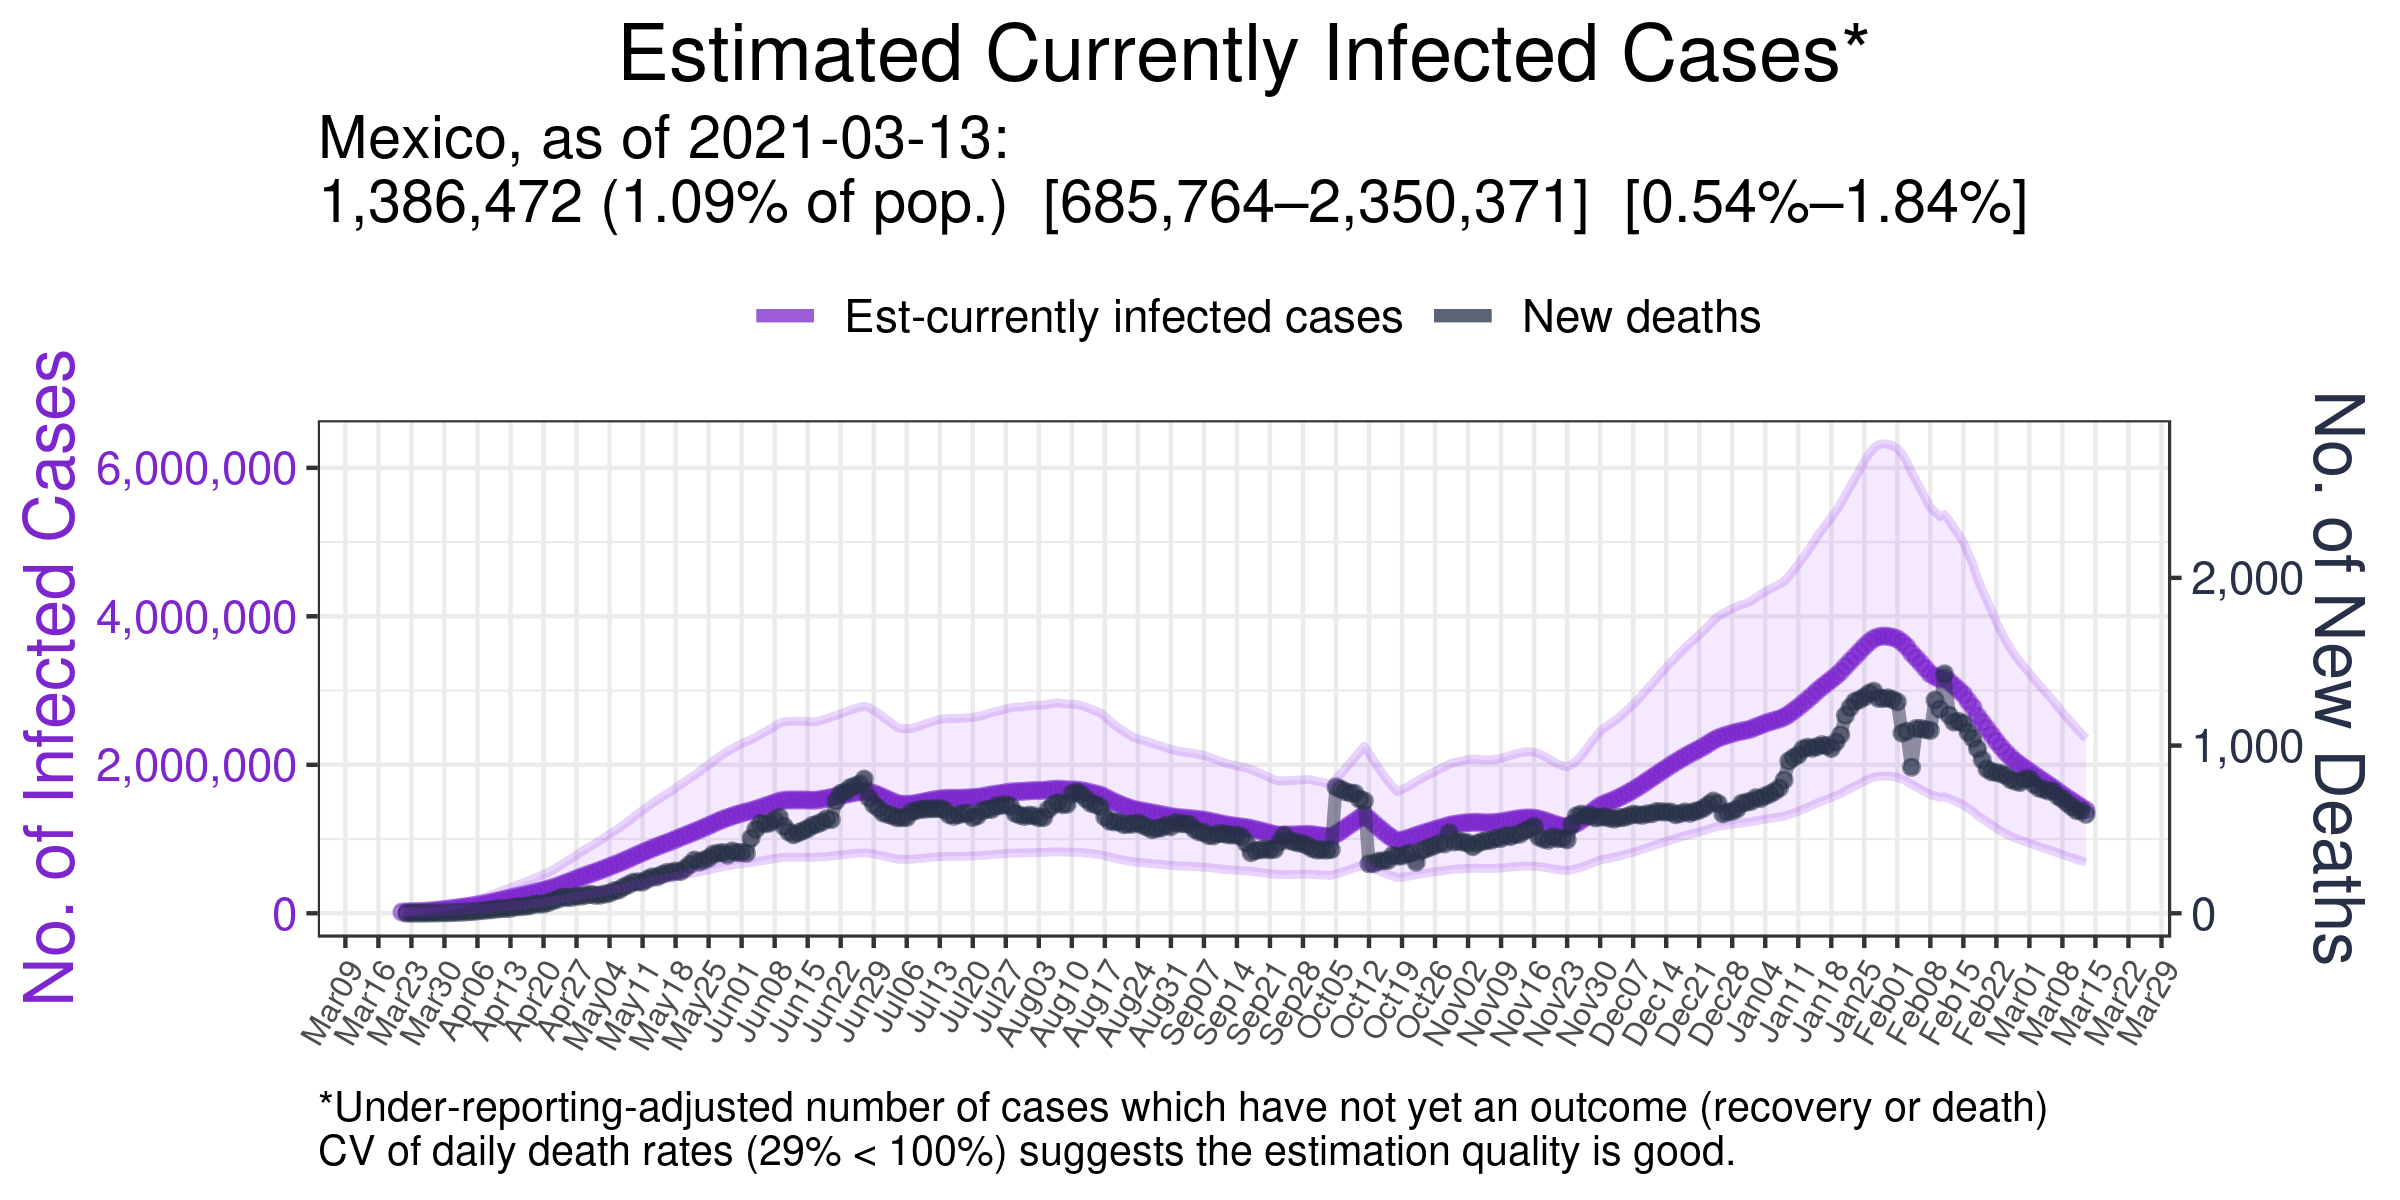 Estimated Currently Infected Cases*
Mexico, as of 2021-03-13:
1,386,472 (1.09% of pop.) [685,764–2,350,371] [0.54%–1.84%]
Est-currently infected cases
New deaths
No. of Infected Cases
6,000,000
4,000,000
2,000,000
0
2,000
1,000
0
No. of New Deaths
Mar09
Mar16
Mar23
Mar30
Apr06
Apr13
Apr20
Apr27
May04
May11
May18
May25
Jun01
Jun08
Jun15
Jun22
Jun29
Jul06
Jul13
Jul20
Jul27
Aug03
Aug10
Aug17
Aug24
Aug31
Sep07
Sep14
Sep21
Sep28
Oct05
Oct12
Oct19
Oct26
Nov02
Nov09
Nov16
Nov23
Nov30
Dec07
Dec14
Dec21
Dec28
Jan04
Jan11
Jan18
Jan25
Feb01
Feb08
Feb15
Feb22
Mar01
Mar08
Mar15
Mar22
Mar29
*Under-reporting-adjusted number of cases which have not yet an outcome (recovery or death)
CV of daily death rates (29% < 100%) suggests the estimation quality is good.